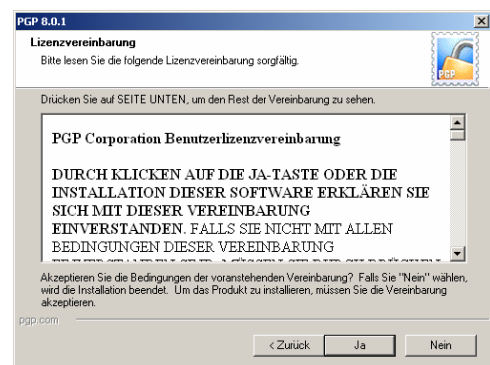 PGP 8.0.1
Lizenzvereinbarung
Bitte lesen Sie die folgende Lizenzvereinbarung sorgfältig.
PGP
Drücken Sie auf SEITE UNTEN, um den Rest der Vereinbarung zu sehen.
PGP Corporation Benutzerlizenzvereinbarung
DURCH KLICKEN AUF DIE JA-TASTE ODER DIE
INSTALLATION DIESER SOFTWARE ERKLÄREN SIE
SICH MIT DIESER VEREINBARUNG
EINVERSTANDEN. FALLS SIE NICHT MIT ALLEN
BEDINGUNGEN DIESER VEREINBARUNG
Akzeptieren Sie die Bedingungen der voranstehenden Vereinbarung? Falls Sie "Nein" wählen,
wird die Installation beendet. Um das Produkt zu installieren, müssen Sie die Vereinbarung
akzeptieren.
pgp.com
< Zurück
Ja
Nein